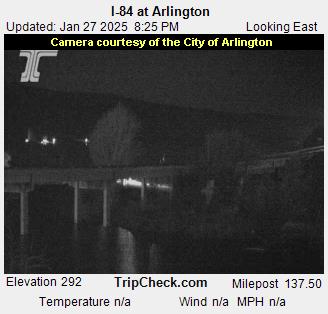 I-84 at Arlington
Updated: Jan 27 2025 8:25 PM Looking East
Camera courtesy of the City of Arlington
Elevation 292 TripCheck.com Milepost 137.50
Temperature n/a Wind n/a MPH n/a